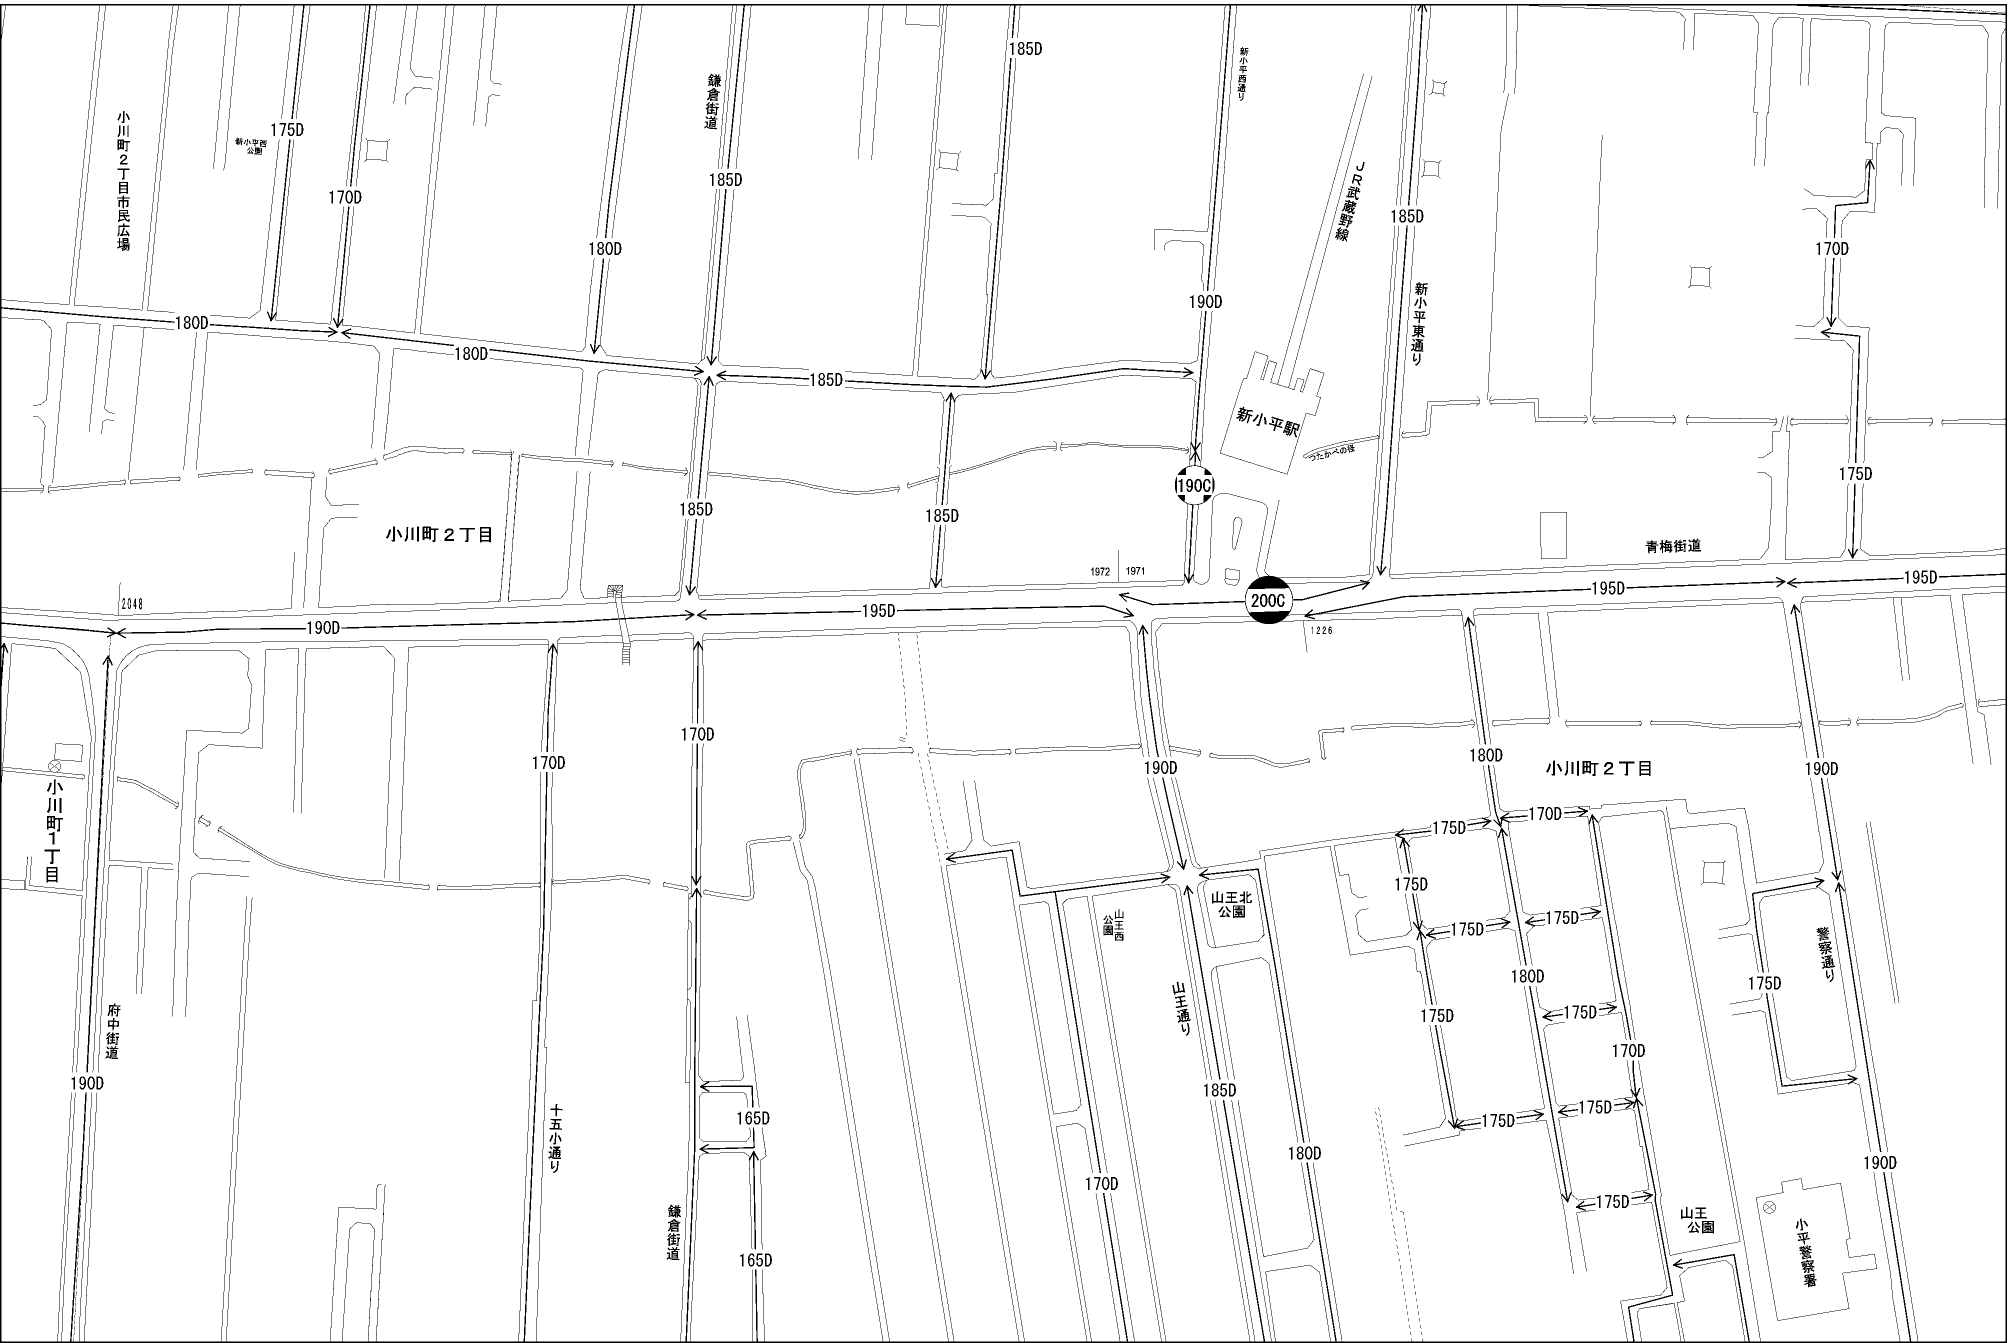 185D
新小平西通り
鎌倉街道
小川町２丁目市民広場
175D
新小平西
公園
170D
185D
180D
ＪＲ武蔵野線
185D
170D
190D
新小平東通り
180D
180D
185D
新小平駅
つたかべの径
175D
190C
185D
185D
小川町２丁目
青梅街道
1972
1971
195D
195D
200C
2048
190D
195D
1226
170D
170D
190D
180D
小川町２丁目
190D
小川町１丁目
175D
170D
175D
山王北
公園
山王西
公園
175D
175D
警察通り
180D
175D
山王通り
175D
175D
府中街道
170D
190D
185D
165D
175D
175D
十五小通り
180D
170D
190D
175D
鎌倉街道
山王
公園
小平警察署
165D